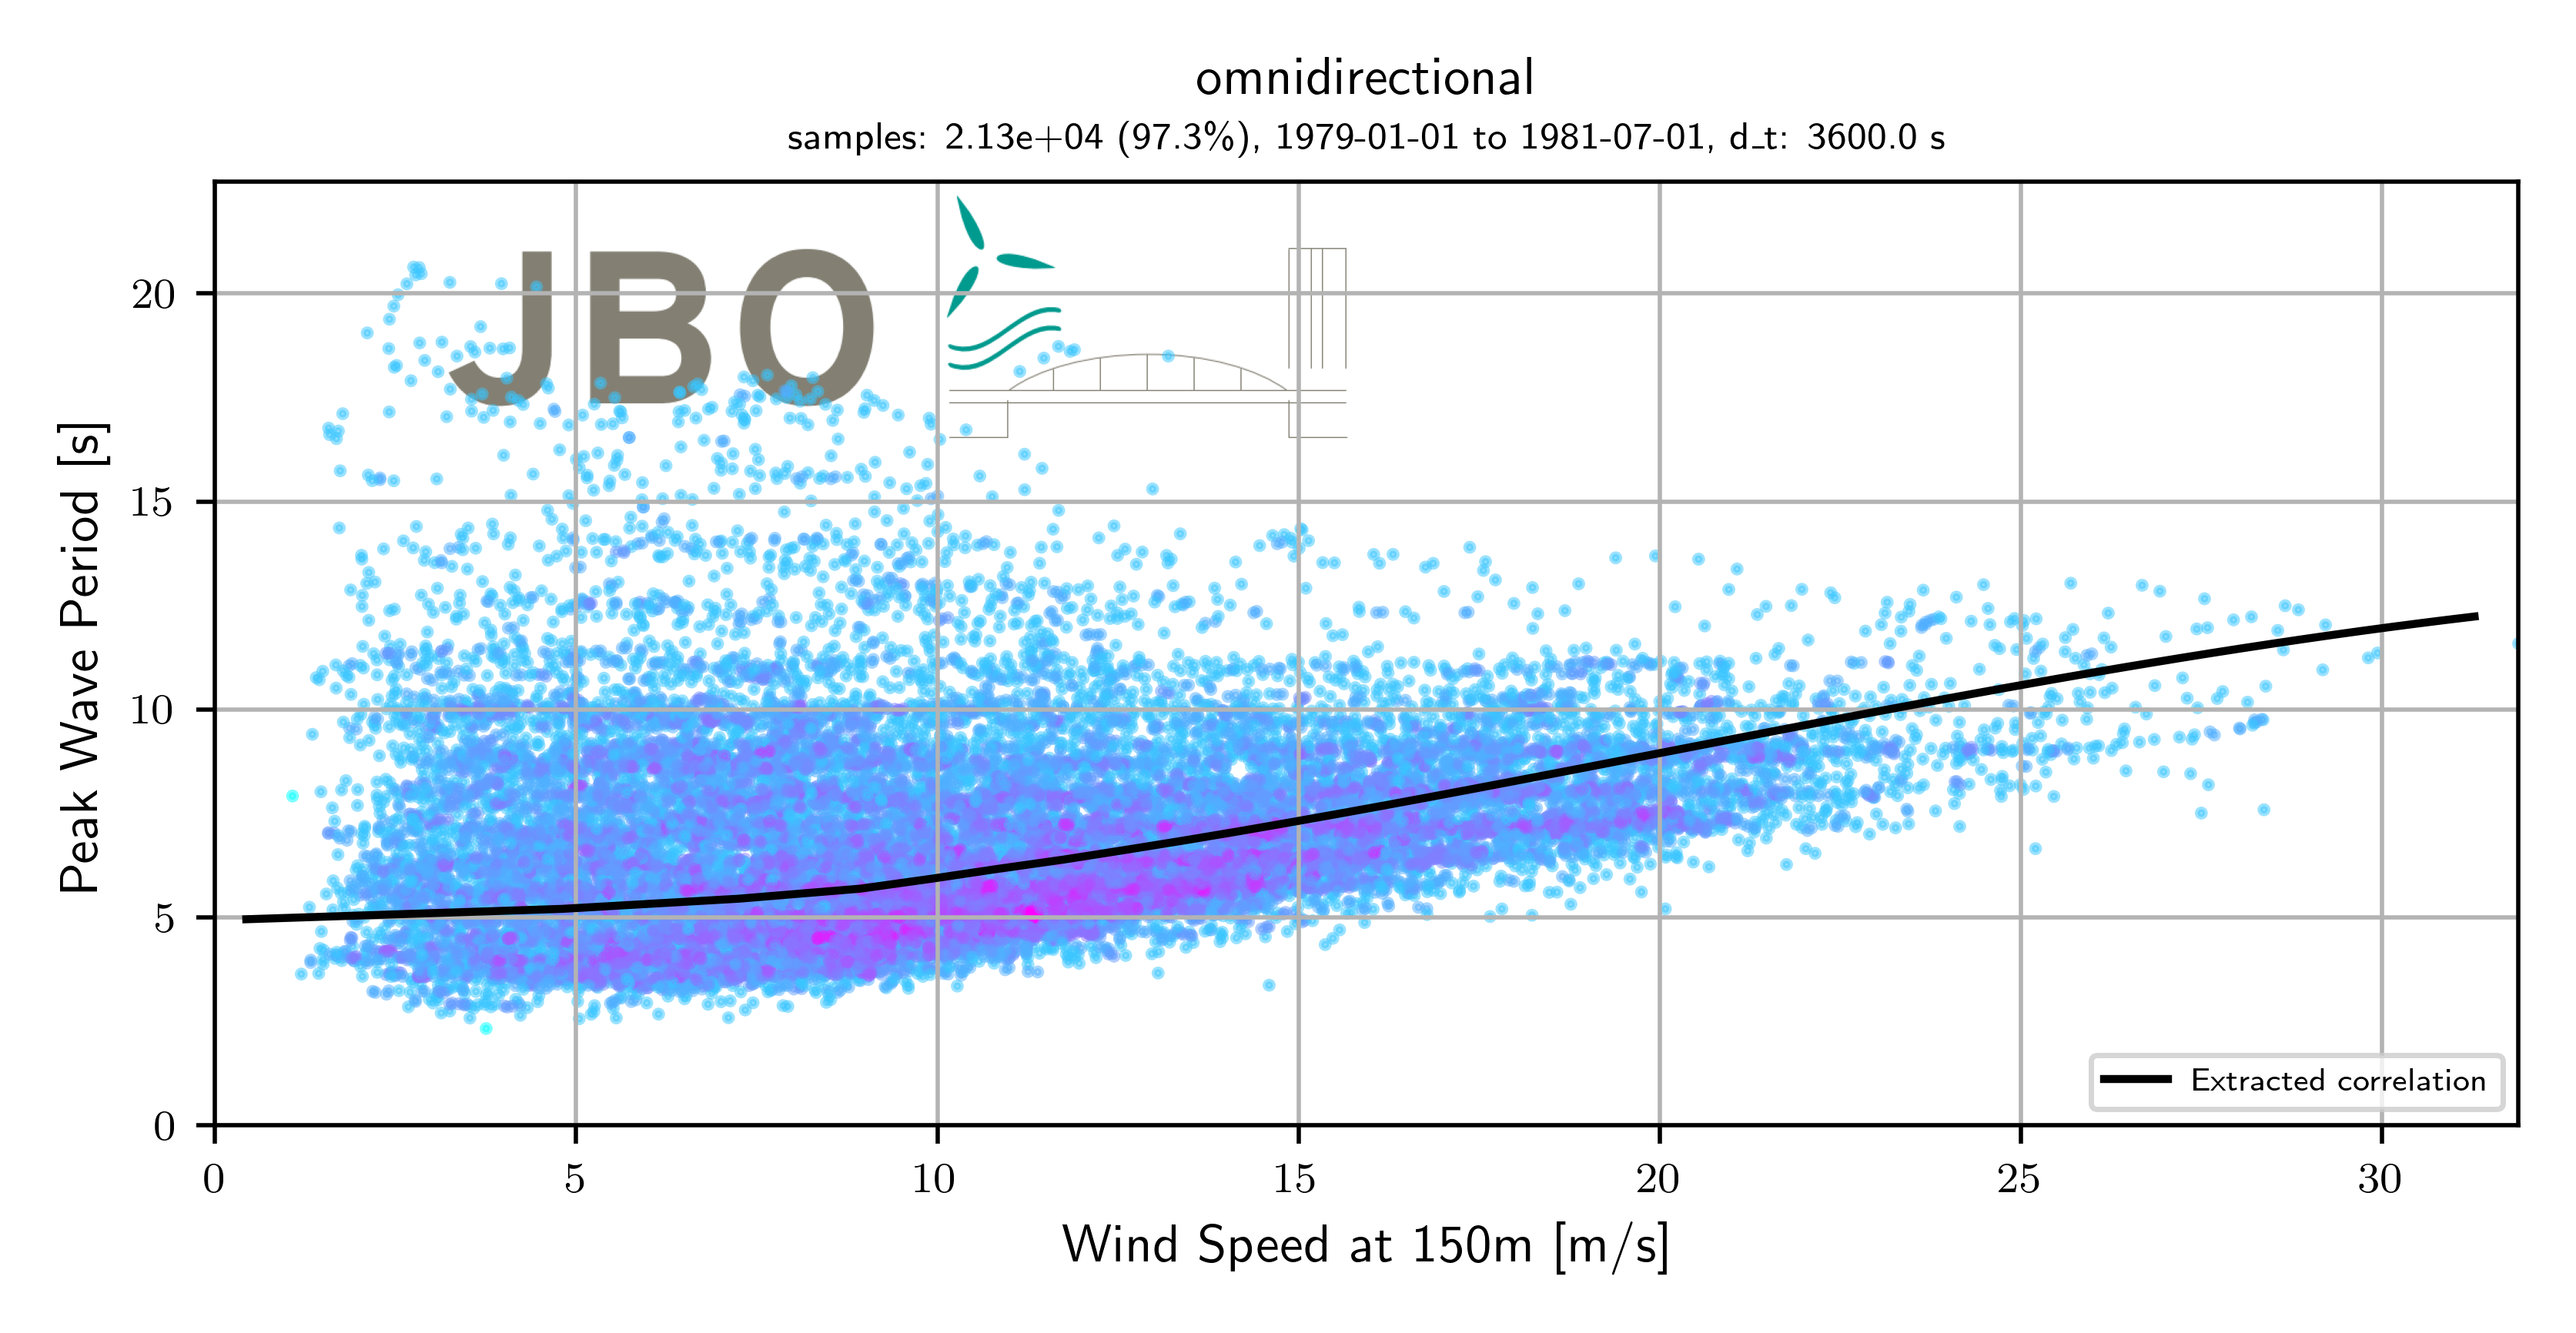 omnidirectional
samples: 2.13e+04 (97.3%), 1979-01-01 to 1981-07-01, d_t: 3600.0 s
JBO
Peak Wave Period [s]
20
15
10
5
0
Extracted correlation
0 5 10 15 20 25 30
Wind Speed at 150m [m/s]